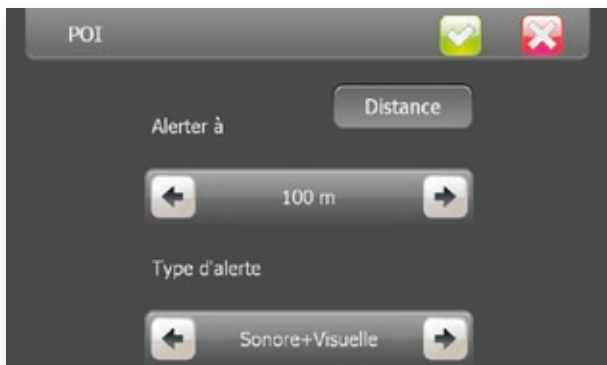 POI
Distance
Alerter à
100 m
Type d'alerte
Sonore+Visuelle